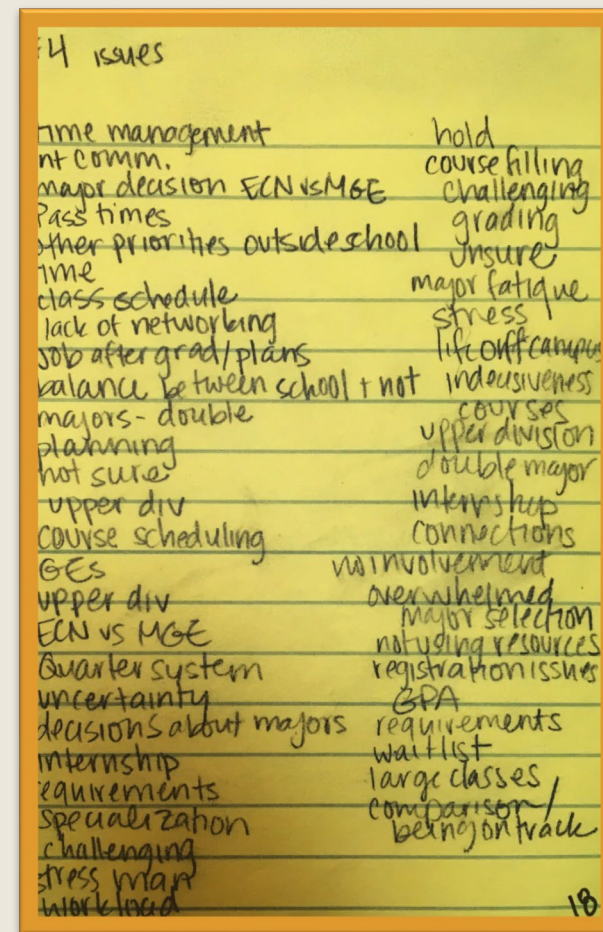 #4 issues
time management
nt comm.
major decision ECN vs MGE
Pass times
other priorities outside school
ime
class schedule
lack of networking
job after grad/plans
balance between school + not
majors - double
planning
not sure
upper div
course scheduling
GEs
upper div
ECN vs MGE
Quarter system
uncertainty
decisions about majors
internship
requirements
specialization
challenging
stress man
workload
hold
course filling
challenging
grading
unsure
major fatigue
stress
life off campus
indecisiveness
courses
upper division
double major
internship
connections
no involvement
overwhelmed
major selection
not using resources
registration issues
GPA
requirements
waitlist
large classes
comparison/
being on track
18